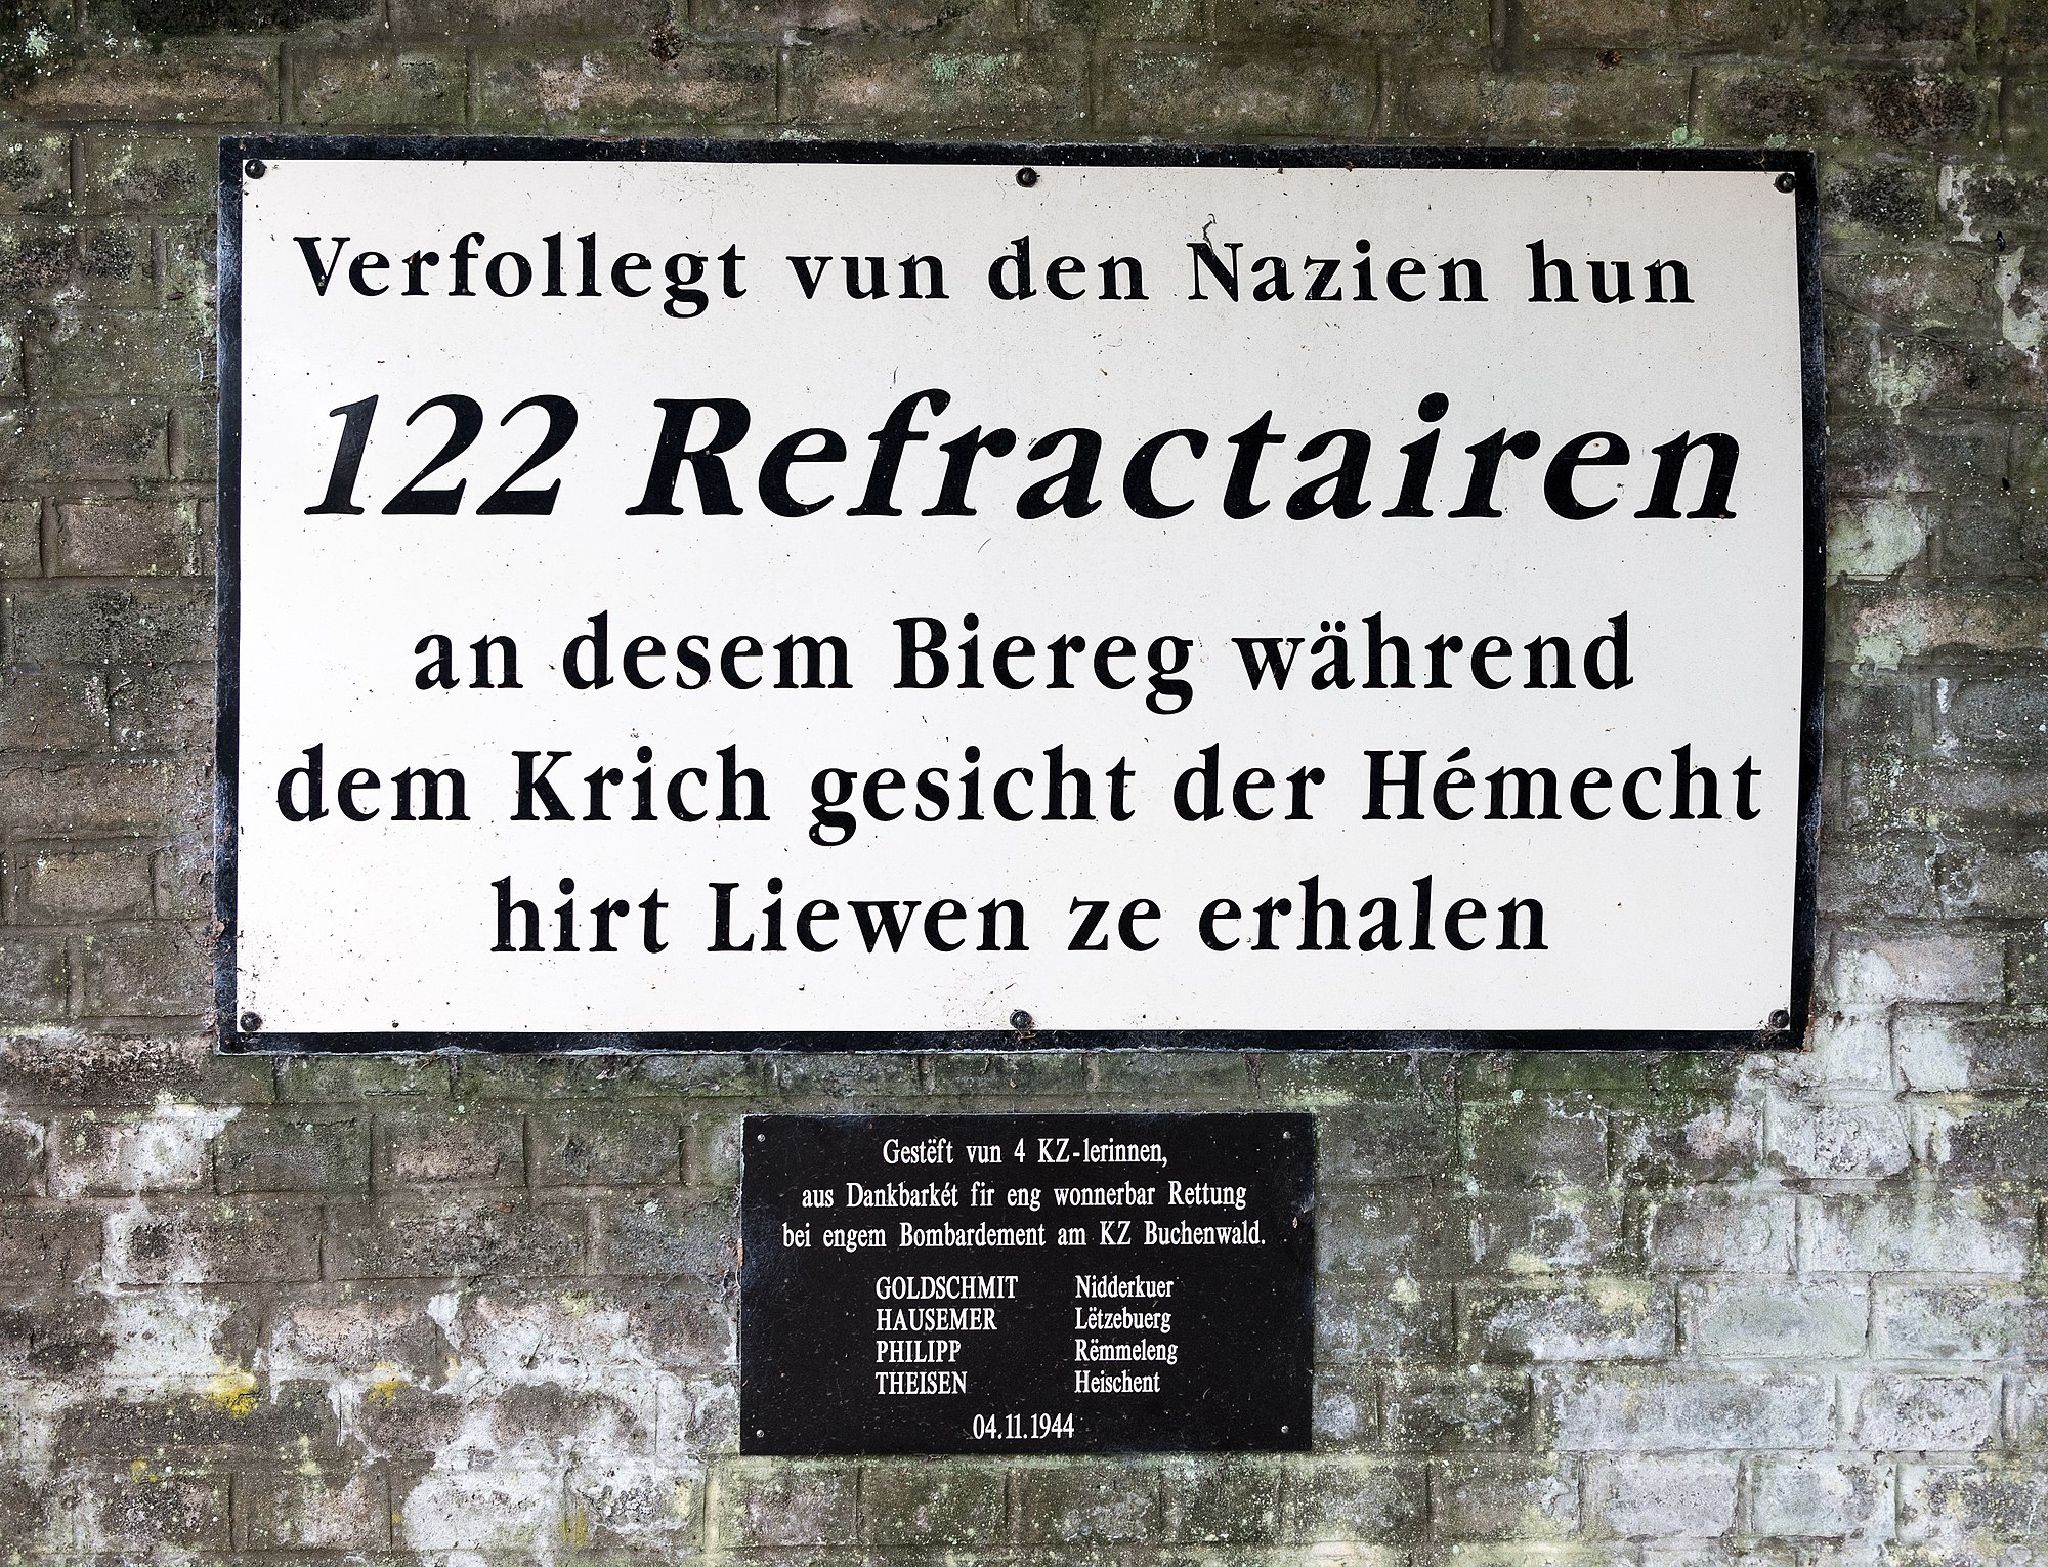 Verfollegt vun den Nazien hun
122 Refractairen
an desem Biereg während
dem Krich gesicht der Hémecht
hirt Liewen ze erhalen
Gestëft vun 4 KZ-lerinnen,
aus Dankbarkét fir eng wonnerbar Rettung
bei engem Bombardement am KZ Buchenwald.
GOLDSCHMIT Nidderkuer
HAUSEMER Lëtzebuerg
PHILIPP Rëmmeleng
THEISEN Heischent
04.11.1944